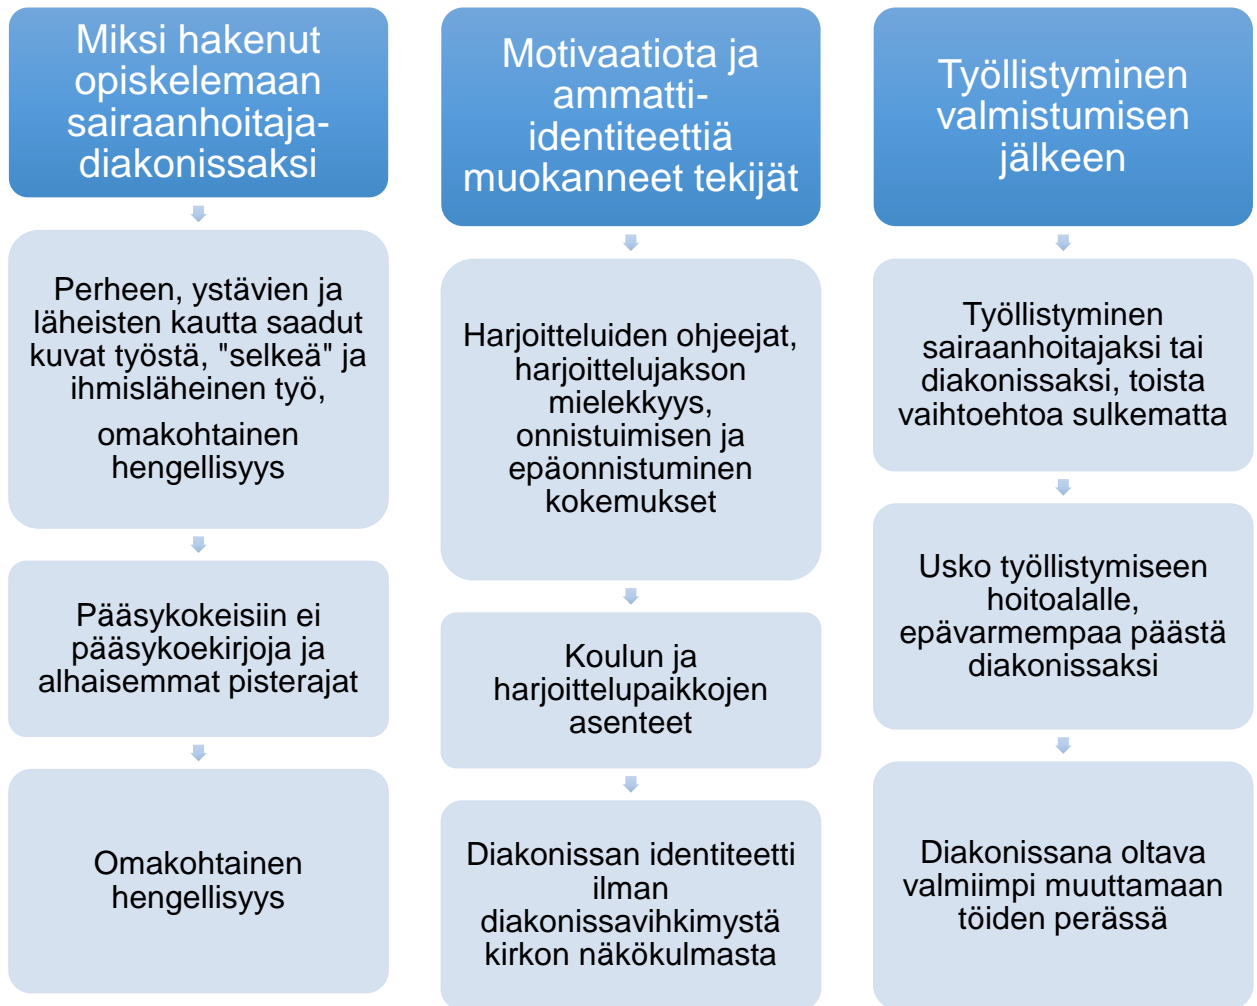 Miksi hakenut
opiskelemaan
sairaanhoitaja-
diakonissaksi
Perheen, ystävien ja
läheisten kautta saadut
kuvat työstä, "selkeä" ja
ihmisläheinen työ,
omakohtainen
hengellisyys
Pääsykokeisiin ei
pääsykoekirjoja ja
alhaisemmat pisterajat
Omakohtainen
hengellisyys
Motivaatiota ja
ammatti-
identiteettiä
muokanneet tekijät
Harjoitteluiden ohjeejat,
harjoittelujakson
mielekkyys,
onnistuimisen ja
epäonnistuminen
kokemukset
Koulun ja
harjoittelupaikkojen
asenteet
Diakonissan identiteetti
ilman
diakonissavihkimystä
kirkon näkökulmasta
Työllistyminen
valmistumisen
jälkeen
Työllistyminen
sairaanhoitajaksi tai
diakonissaksi, toista
vaihtoehtoa sulkematta
Usko työllistymiseen
hoitoalalle,
epävarmempaa päästä
diakonissaksi
Diakonissana oltava
valmiimpi muuttamaan
töiden perässä